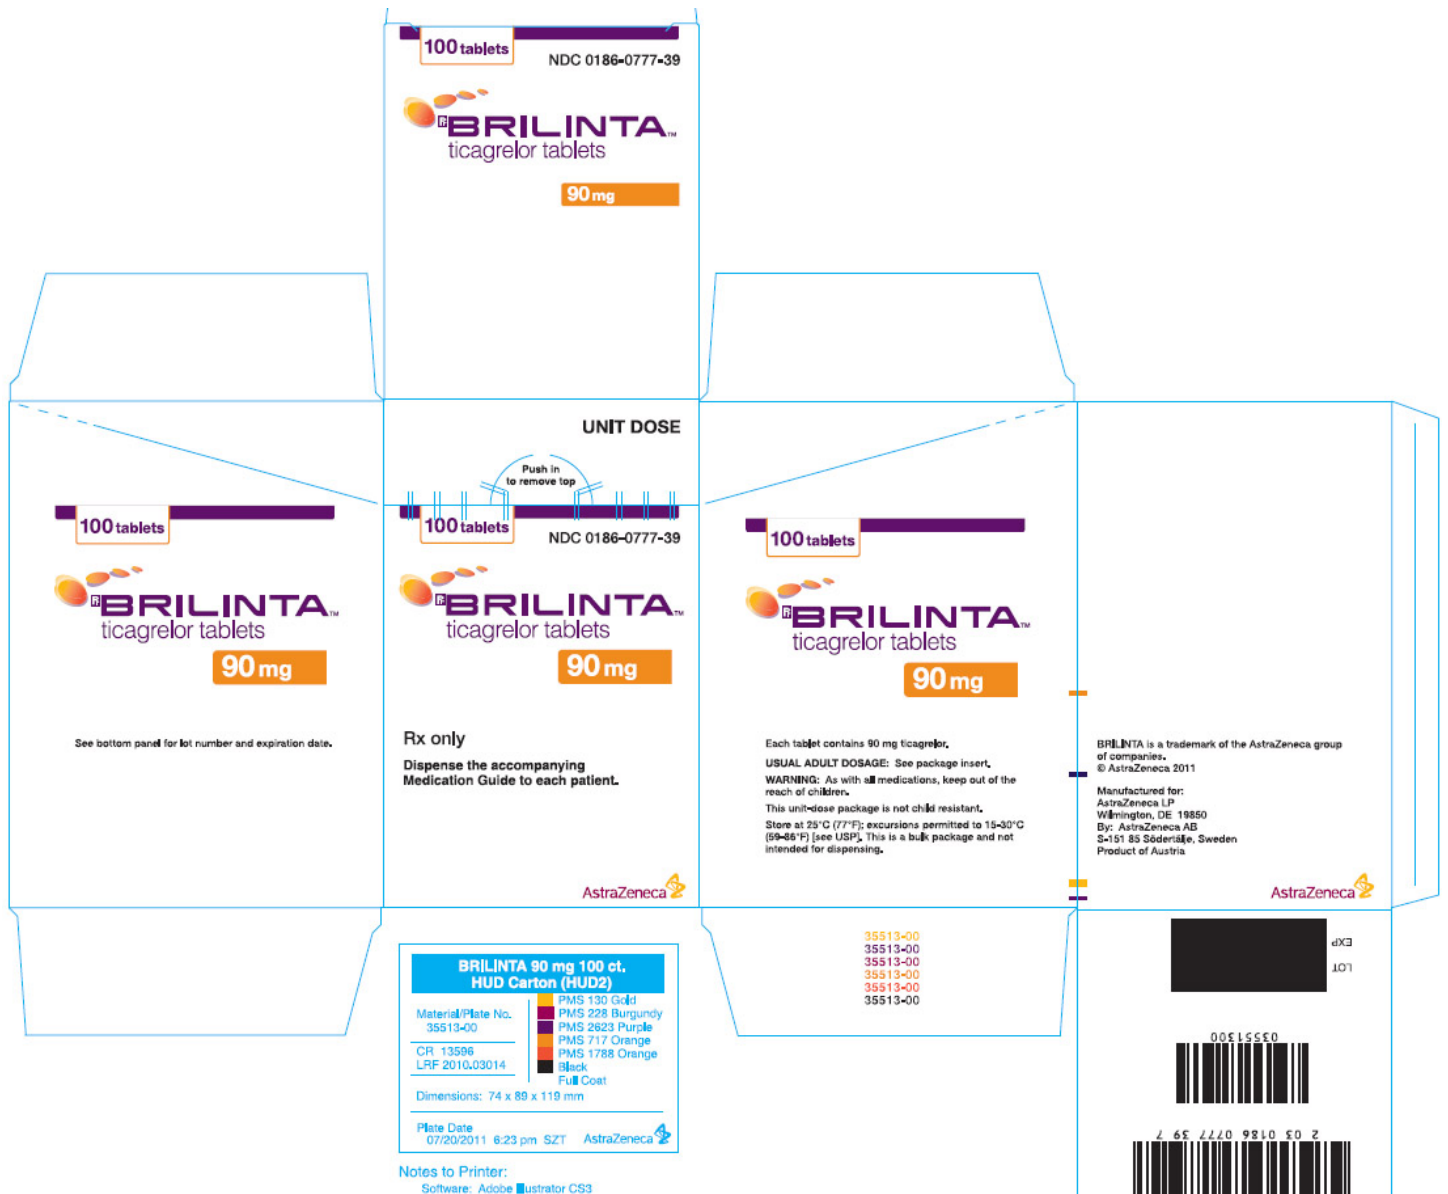 100 tablets
NDC 0186-0777-39
BRILINTA™
ticagrelor tablets
90 mg
UNIT DOSE
Push in
to remove top
100 tablets
BRILINTA™
ticagrelor tablets
90 mg
See bottom panel for lot number and expiration date.
100 tablets
NDC 0186-0777-39
BRILINTA™
ticagrelor tablets
90 mg
Rx only
Dispense the accompanying
Medication Guide to each patient.
AstraZeneca
100 tablets
BRILINTA™
ticagrelor tablets
90 mg
Each tablet contains 90 mg ticagrelor.
USUAL ADULT DOSAGE: See package insert.
WARNING: As with all medications, keep out of the
reach of children.
This unit-dose package is not child resistant.
Store at 25°C (77°F); excursions permitted to 15-30°C
(59-86°F) [see USP]. This is a bulk package and not
intended for dispensing.
BRILINTA is a trademark of the AstraZeneca group
of companies.
© AstraZeneca 2011
Manufactured for:
AstraZeneca LP
Wilmington, DE 19850
By: AstraZeneca AB
S-151 85 Södertälje, Sweden
Product of Austria
AstraZeneca
BRILINTA 90 mg 100 ct.
HUD Carton (HUD2)
Material/Plate No.
35513-00
CR 13596
LRF 2010.03014
PMS 130 Gold
PMS 228 Burgundy
PMS 2623 Purple
PMS 717 Orange
PMS 1788 Orange
Black
Full Coat
Dimensions: 74 x 89 x 119 mm
Plate Date
07/20/2011 6:23 pm SZT
AstraZeneca
Notes to Printer:
Software: Adobe Illustrator CS3
35513-00
35513-00
35513-00
35513-00
35513-00
35513-00
LOT
EXP
03551300
2 03 0186 0777 39 7